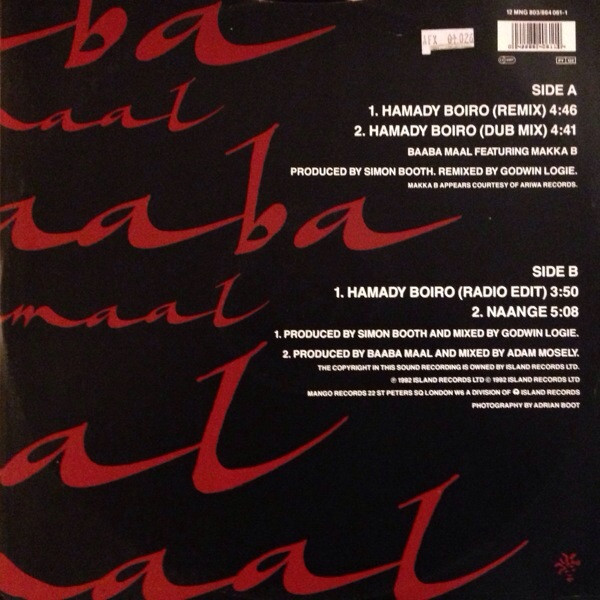 ba
maal
aaba
maal
al
aal
12 MNG 803/864 061-1
SIDE A
1. HAMADY BOIRO (REMIX) 4:46
2. HAMADY BOIRO (DUB MIX) 4:41
BAABA MAAL FEATURING MAKKA B
PRODUCED BY SIMON BOOTH. REMIXED BY GODWIN LOGIE.
MAKKA B APPEARS COURTESY OF ARIWA RECORDS.
SIDE B
1. HAMADY BOIRO (RADIO EDIT) 3:50
2. NAANGE 5:08
1. PRODUCED BY SIMON BOOTH AND MIXED BY GODWIN LOGIE.
2. PRODUCED BY BAABA MAAL AND MIXED BY ADAM MOSELY.
THE COPYRIGHT IN THIS SOUND RECORDING IS OWNED BY ISLAND RECORDS LTD.
℗ 1992 ISLAND RECORDS LTD © 1992 ISLAND RECORDS LTD
MANGO RECORDS 22 ST PETERS SQ LONDON W6 A DIVISION OF ISLAND RECORDS
PHOTOGRAPHY BY ADRIAN BOOT